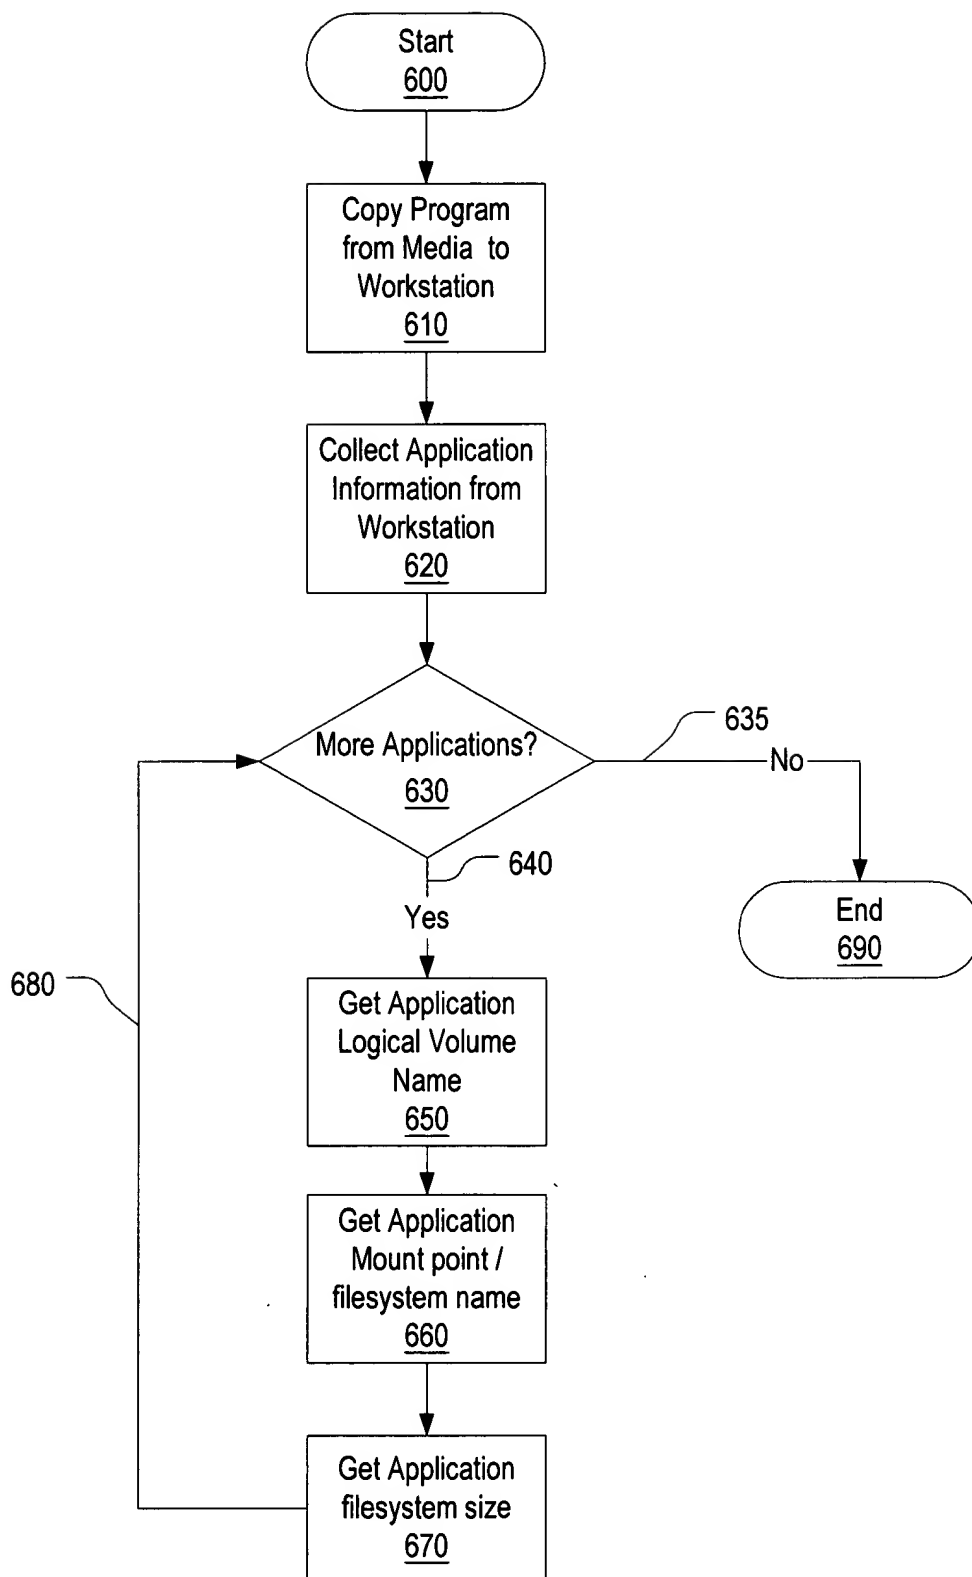 Start
600
Copy Program
from Media to
Workstation
610
Collect Application
Information from
Workstation
620
More Applications?
630
635
No
640
Yes
End
690
680
Get Application
Logical Volume
Name
650
Get Application
Mount point /
filesystem name
660
Get Application
filesystem size
670